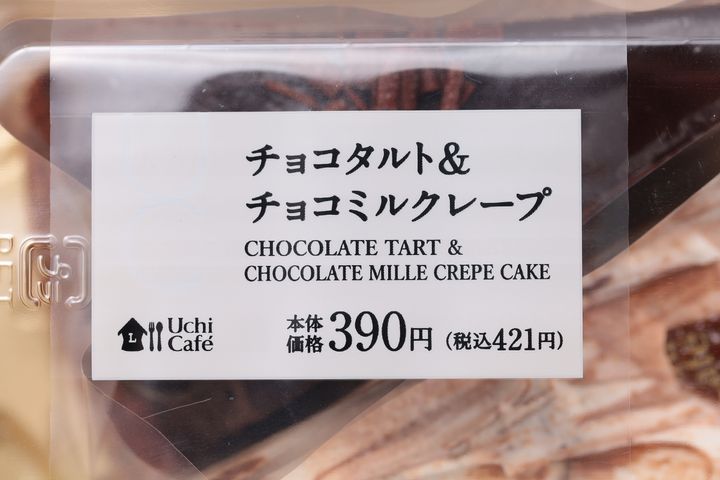 チョコタルト&
チョコミルクレープ
CHOCOLATE TART &
CHOCOLATE MILLE CREPE CAKE
L Uchi Café
本体価格390円(税込421円)
プ